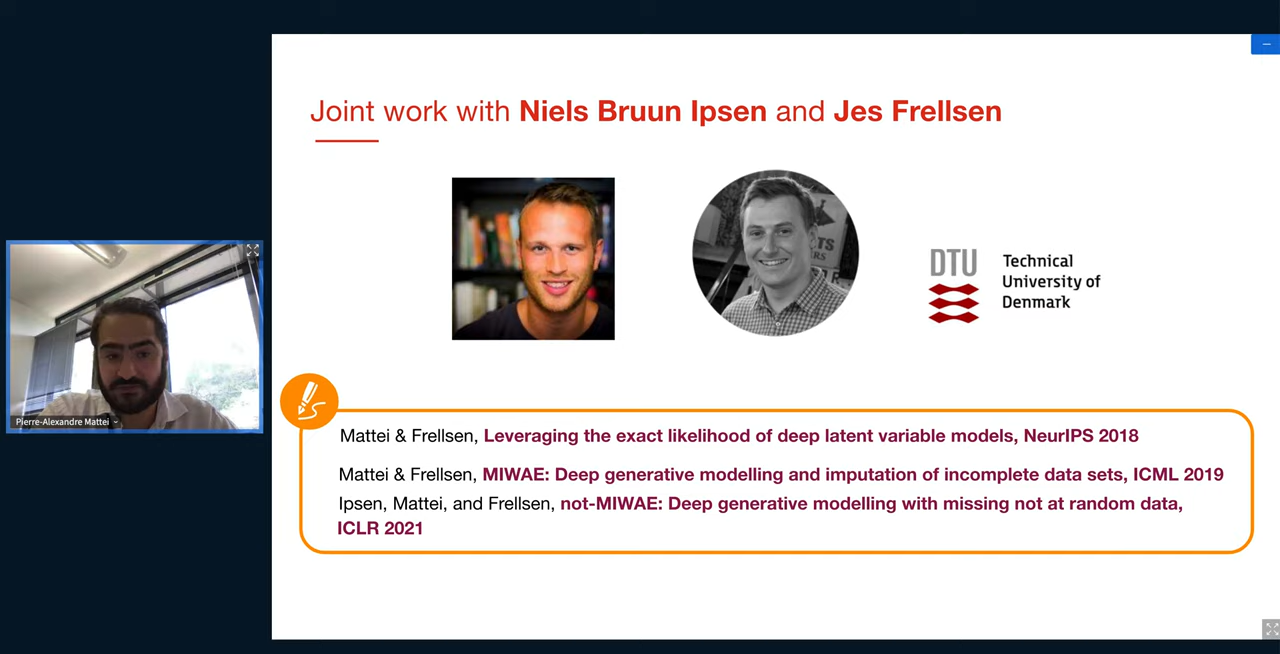 Joint work with Niels Bruun Ipsen and Jes Frellsen
DTU
Technical
University of
Denmark
Pierre-Alexandre Mattei
Mattei & Frellsen, Leveraging the exact likelihood of deep latent variable models, NeurIPS 2018
Mattei & Frellsen, MIWAE: Deep generative modelling and imputation of incomplete data sets, ICML 2019
Ipsen, Mattei, and Frellsen, not-MIWAE: Deep generative modelling with missing not at random data,
ICLR 2021